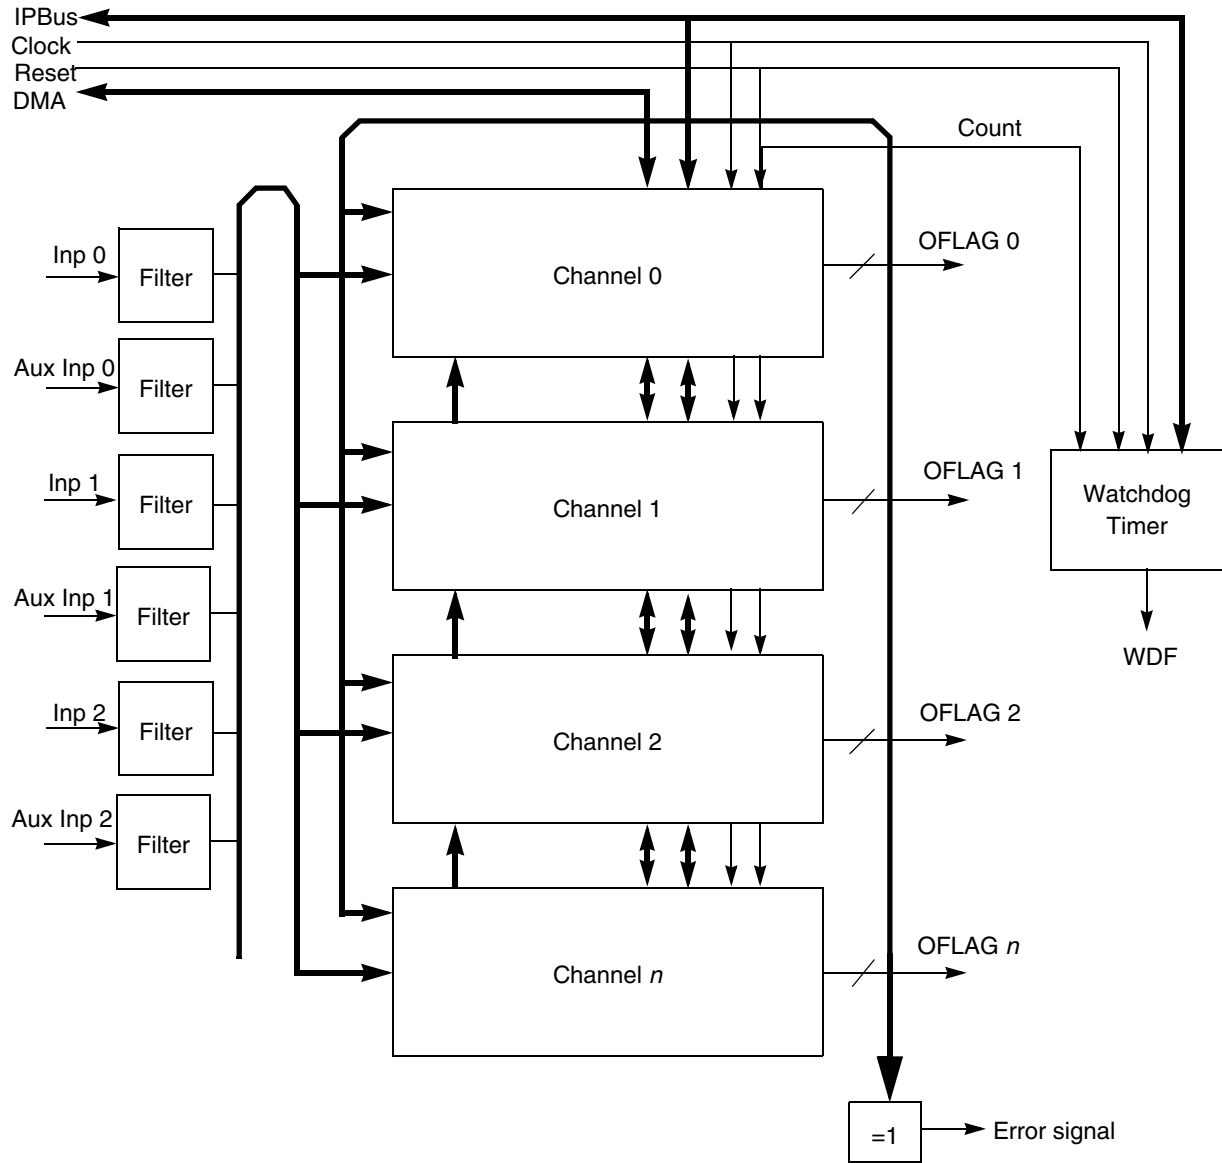 IPBus
Clock
Reset
DMA
Count
Inp 0
Filter
Channel 0
OFLAG 0
Aux Inp 0
Filter
Inp 1
Filter
Channel 1
OFLAG 1
Watchdog
Timer
Aux Inp 1
Filter
WDF
Inp 2
Filter
Channel 2
OFLAG 2
Aux Inp 2
Filter
Channel n
OFLAG n
=1
Error signal